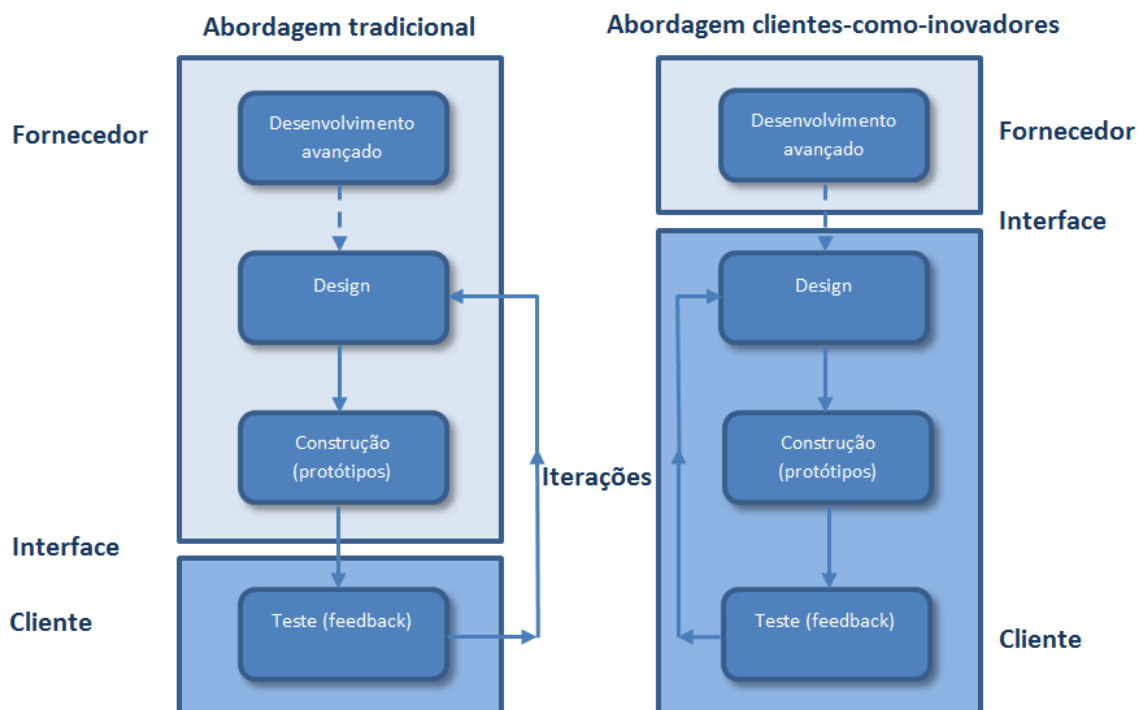 Abordagem tradicional
Fornecedor
Desenvolvimento
avançado
Design
Construção
(protótipos)
Interface
Cliente
Teste (feedback)
Iterações
Abordagem clientes-como-inovadores
Desenvolvimento
avançado
Fornecedor
Interface
Design
Construção
(protótipos)
Teste (feedback)
Cliente